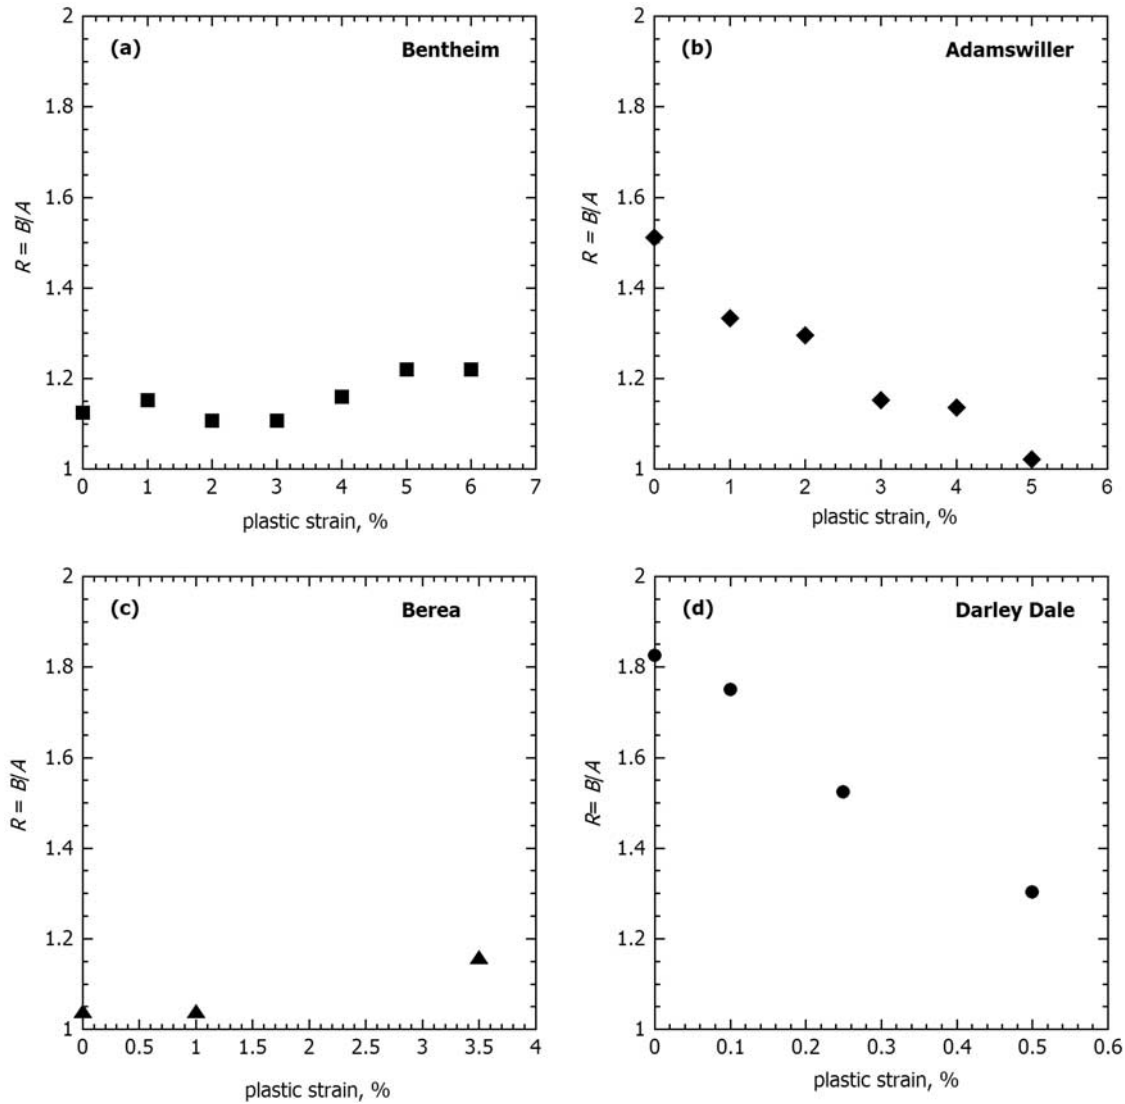 (a) Bentheim
2
1.8
1.6
1.4
1.2
1
R = B/A
0 1 2 3 4 5 6 7
plastic strain, %
(b) Adamswiller
2
1.8
1.6
1.4
1.2
1
R = B/A
0 1 2 3 4 5 6
plastic strain, %
(c) Berea
2
1.8
1.6
1.4
1.2
1
R = B/A
0 0.5 1 1.5 2 2.5 3 3.5 4
plastic strain, %
(d) Darley Dale
2
1.8
1.6
1.4
1.2
1
R= B/A
0 0.1 0.2 0.3 0.4 0.5 0.6
plastic strain, %